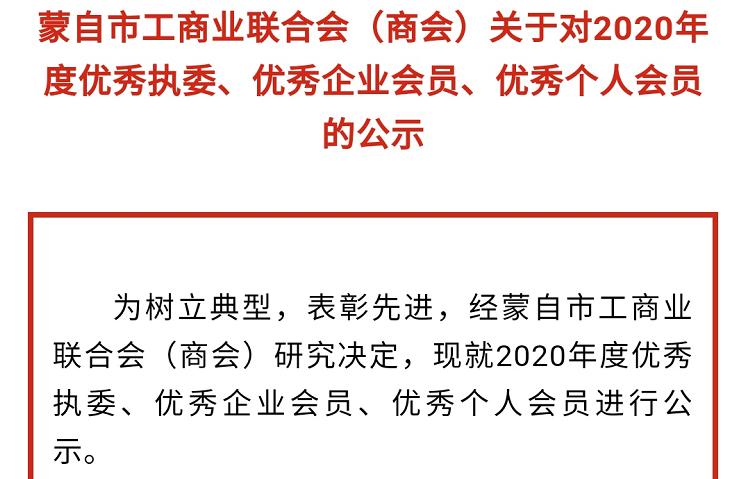 蒙自市工商业联合会（商会）关于对2020年
度优秀执委、优秀企业会员、优秀个人会员
的公示
为树立典型，表彰先进，经蒙自市工商业
联合会（商会）研究决定，现就2020年度优秀
执委、优秀企业会员、优秀个人会员进行公
示。